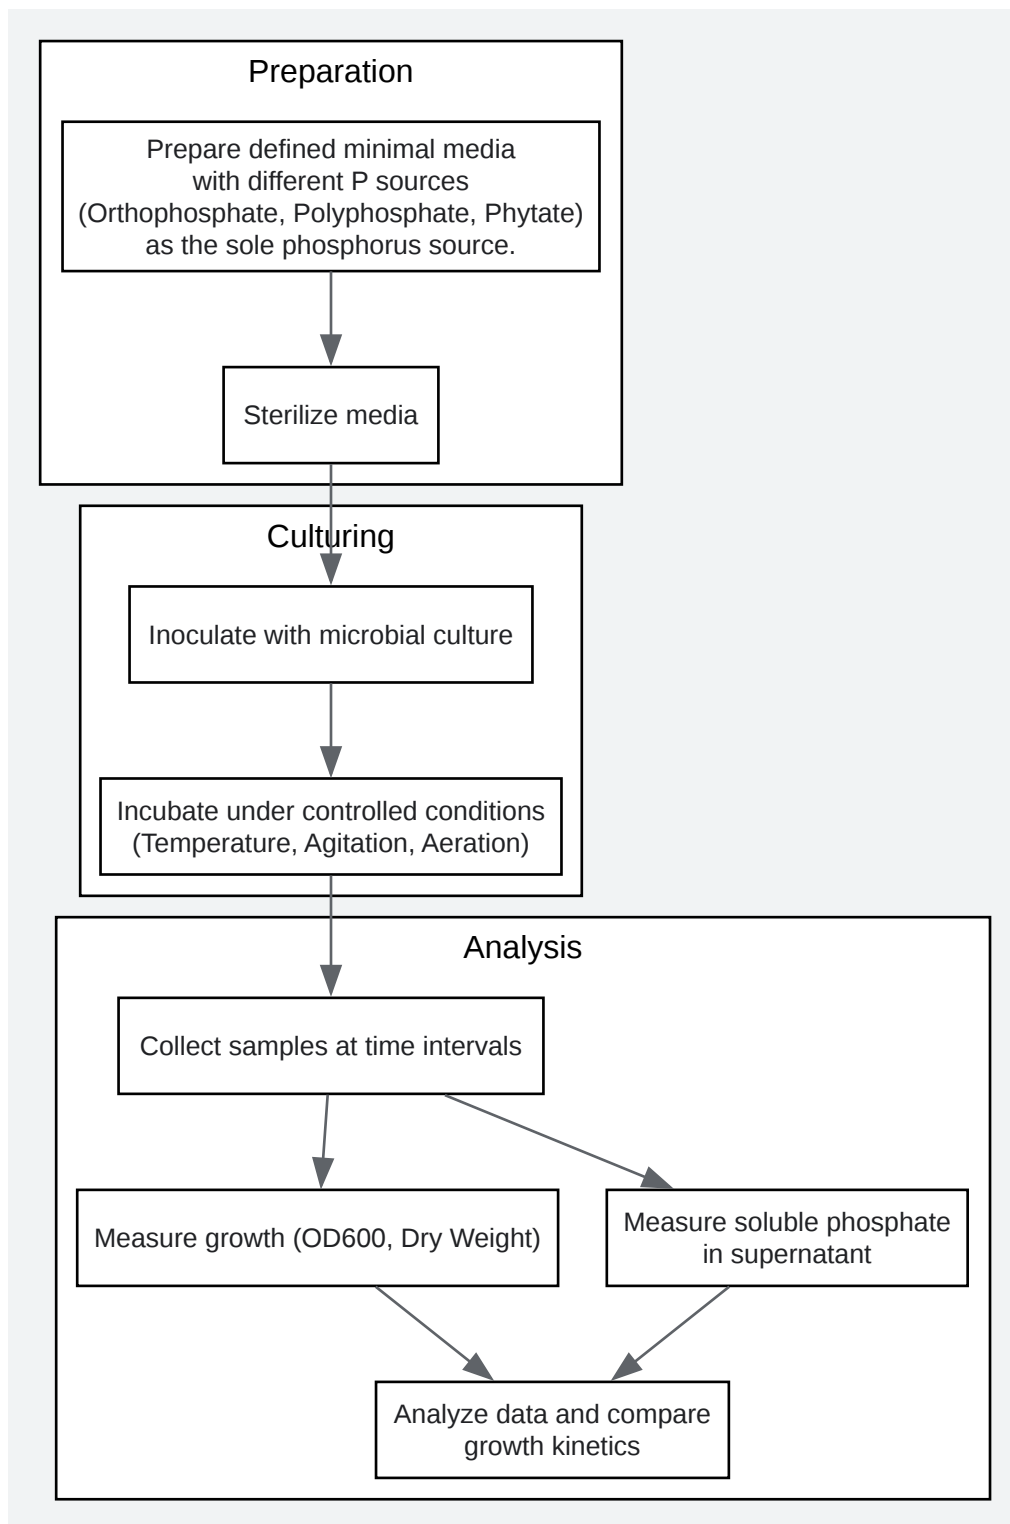 Preparation
Prepare defined minimal media
with different P sources
(Orthophosphate, Polyphosphate, Phytate)
as the sole phosphorus source.
Sterilize media
Culturing
Inoculate with microbial culture
Incubate under controlled conditions
(Temperature, Agitation, Aeration)
Analysis
Collect samples at time intervals
Measure growth (OD600, Dry Weight)
Measure soluble phosphate
in supernatant
Analyze data and compare
growth kinetics